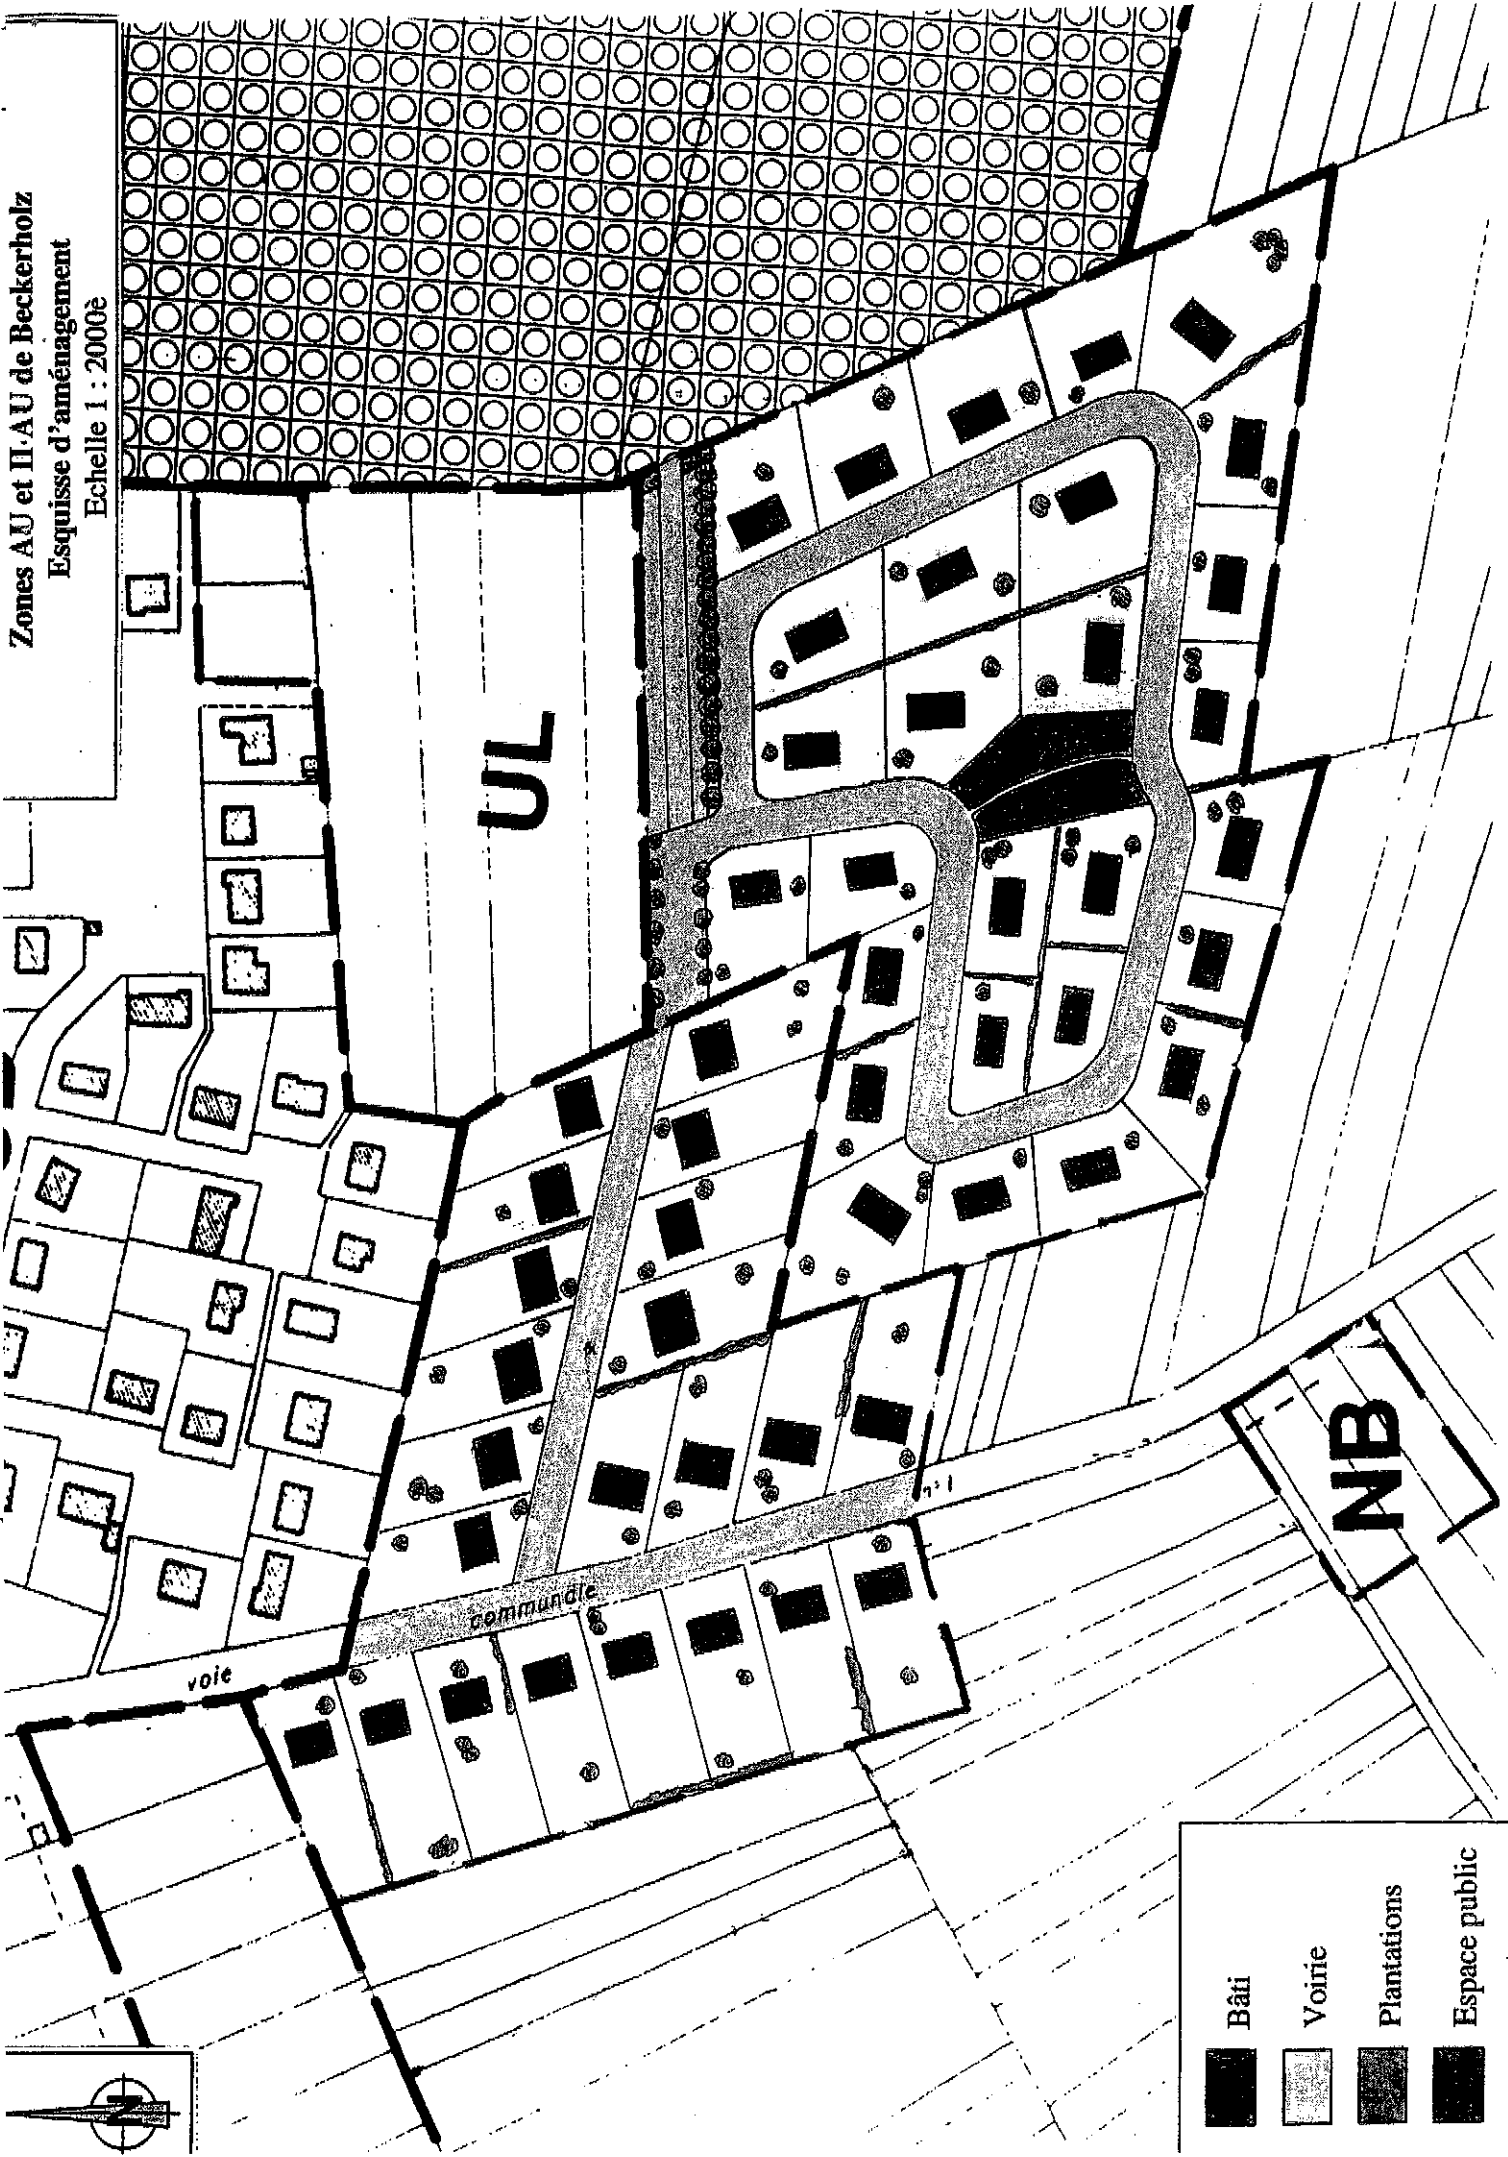 Zones AU et II AU de Beckerholz
Esquisse d'aménagement
Echelle 1 : 2000è
UL
voie
communale
n° 1
NB
N
Bâti
Voirie
Plantations
Espace public